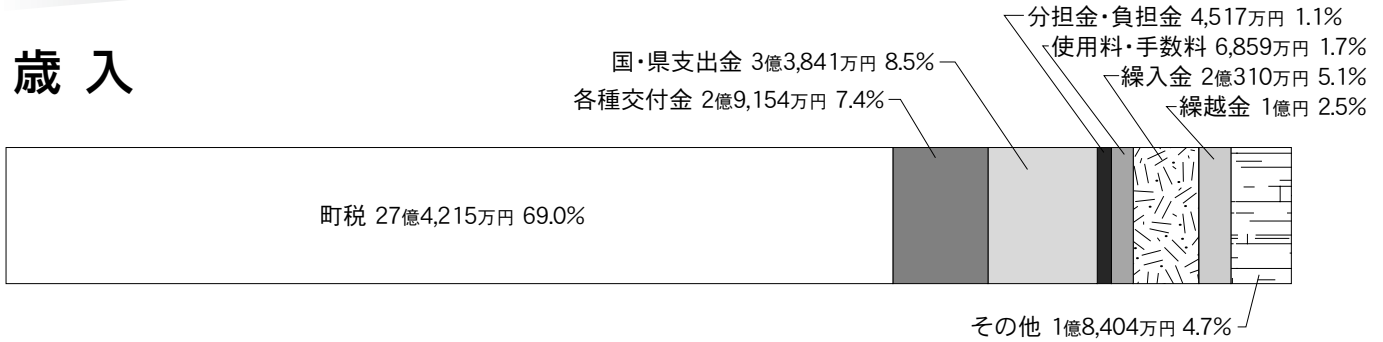 歳入
分担金・負担金 4,517万円 1.1%
使用料・手数料 6,859万円 1.7%
国・県支出金 3億3,841万円 8.5%
繰入金 2億310万円 5.1%
各種交付金 2億9,154万円 7.4%
繰越金 1億円 2.5%
町税 27億4,215万円 69.0%
その他 1億8,404万円 4.7%